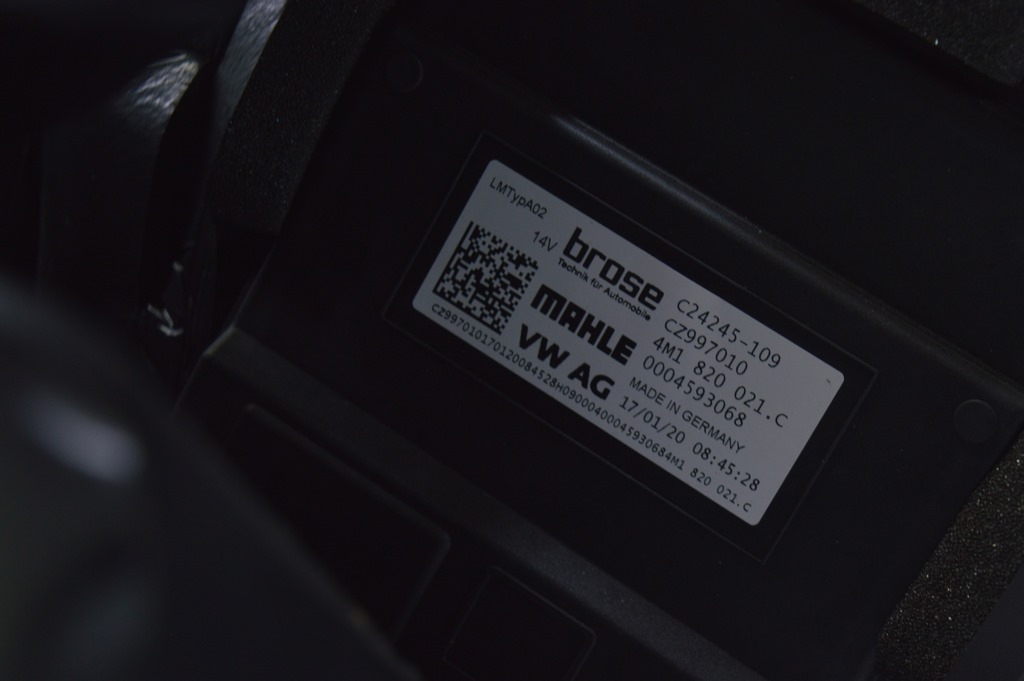 LMTypA02
14V
brose
Technik für Automobile
MAHLE
VW AG
C24245-109
CZ997010
4M1 820 021.C
0004593068
MADE IN GERMANY
17/01/20 08:45:28
CZ997010170120084528H09000400045930684M1 820 021.C